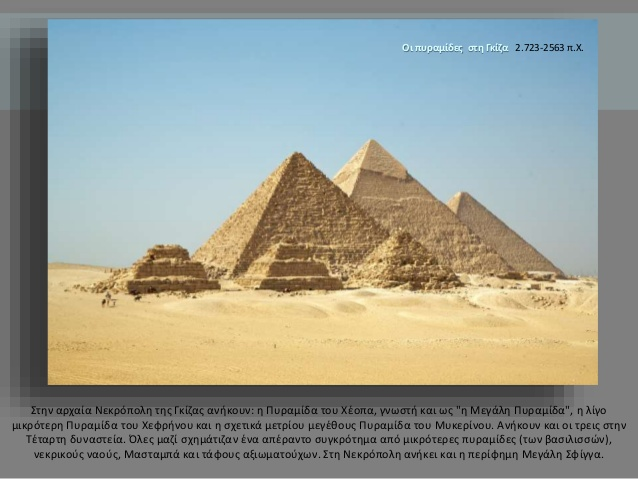 Οι πυραμίδες στη Γκίζα 2.723-2563 π.Χ.
Στην αρχαία Νεκρόπολη της Γκίζας ανήκουν: η Πυραμίδα του Χέοπα, γνωστή και ως "η Μεγάλη Πυραμίδα", η λίγο
μικρότερη Πυραμίδα του Χεφρήνου και η σχετικά μετρίου μεγέθους Πυραμίδα του Μυκερίνου. Ανήκουν και οι τρεις στην
Τέταρτη δυναστεία. Όλες μαζί σχημάτιζαν ένα απέραντο συγκρότημα από μικρότερες πυραμίδες (των βασιλισσών),
νεκρικούς ναούς, Μασταμπά και τάφους αξιωματούχων. Στη Νεκρόπολη ανήκει και η περίφημη Μεγάλη Σφίγγα.